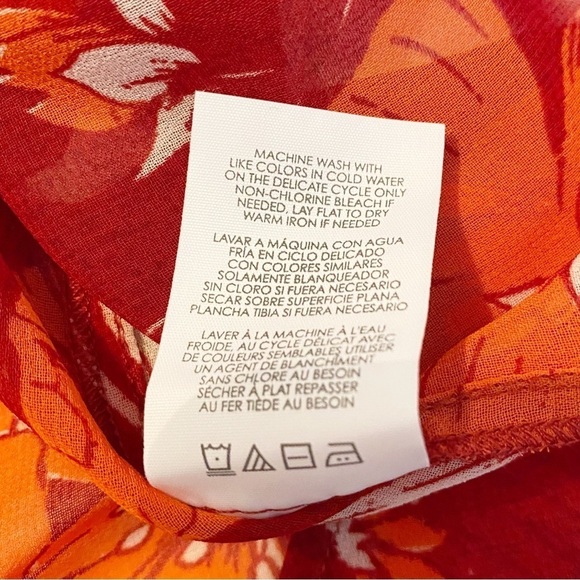 MACHINE WASH WITH
LIKE COLORS IN COLD WATER
ON THE DELICATE CYCLE ONLY
NON-CHLORINE BLEACH IF
NEEDED, LAY FLAT TO DRY
WARM IRON IF NEEDED
LAVAR A MÁQUINA CON AGUA
FRÍA EN CICLO DELICADO
CON COLORES SIMILARES
SOLAMENTE BLANQUEADOR
SIN CLORO SI FUERA NECESARIO
SECAR SOBRE SUPERFICIE PLANA
PLANCHA TIBIA SI FUERA NECESARIO
LAVER À LA MACHINE À L'EAU
FROIDE, AU CYCLE DÉLICAT AVEC
DE COULEURS SEMBLABLES UTILISER
UN AGENT DE BLANCHIMENT
SANS CHLORE AU BESOIN
SÉCHER À PLAT REPASSER
AU FER TIÈDE AU BESOIN